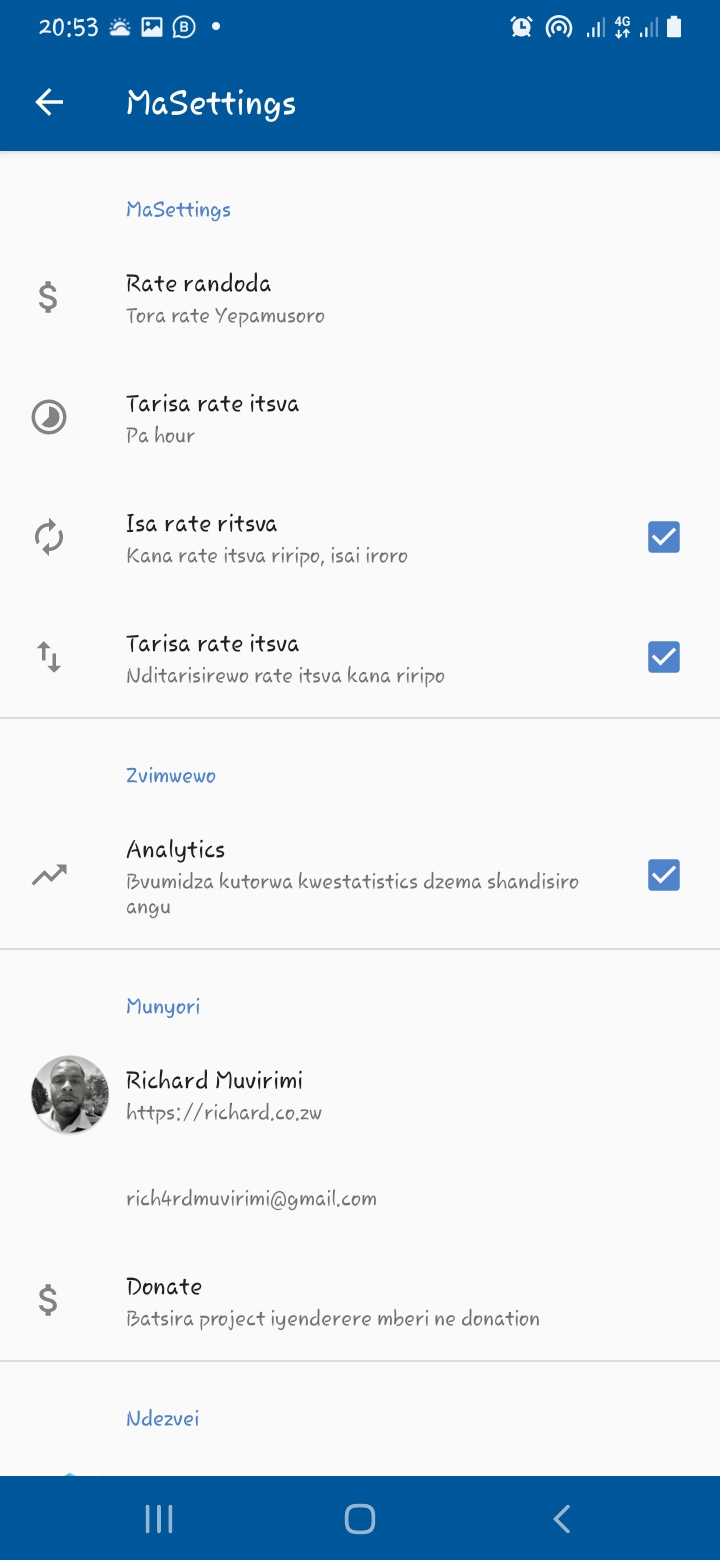 20:53
4G
MaSettings
MaSettings
Rate randoda
Tora rate Yepamusoro
Tarisa rate itsva
Pa hour
Isa rate ritsva
Kana rate itsva riripo, isai iroro
Tarisa rate itsva
Nditarisirewo rate itsva kana riripo
Zvimwewo
Analytics
Bvumidza kutorwa kwestatistics dzema shandisiro
angu
Munyori
Richard Muvirimi
https://richard.co.zw
rich4rdmuvirimi@gmail.com
Donate
Batsira project iyenderere mberi ne donation
Ndezvei